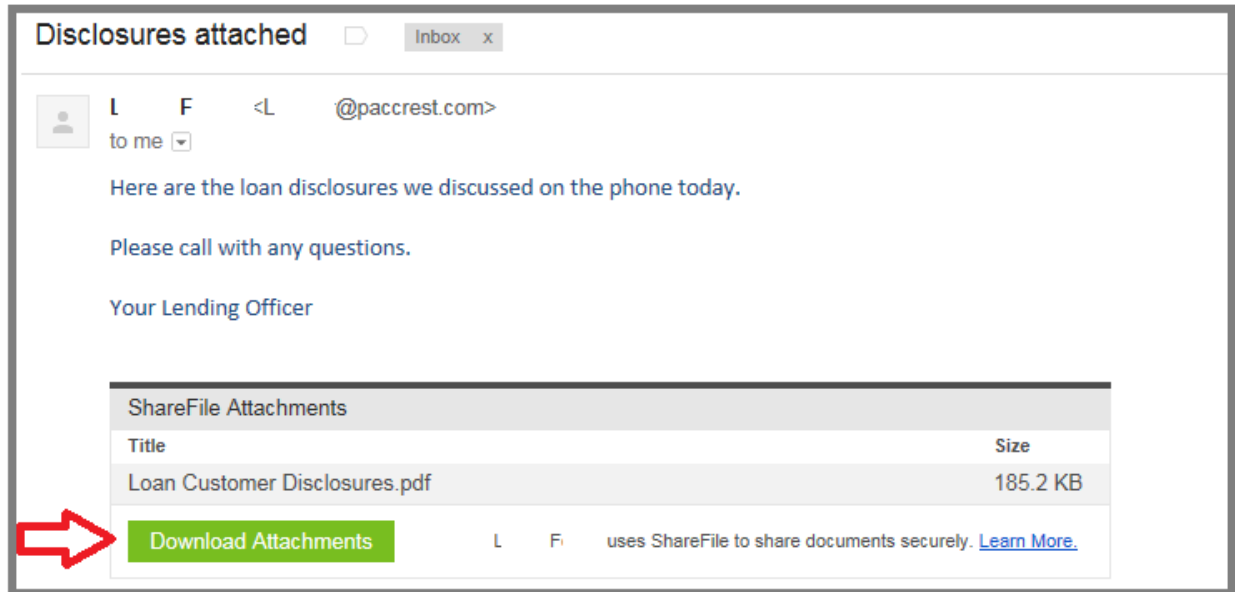 Disclosures attached Inbox x
L F <L @paccrest.com>
to me
Here are the loan disclosures we discussed on the phone today.
Please call with any questions.
Your Lending Officer
ShareFile Attachments
Title Size
Loan Customer Disclosures.pdf 185.2 KB
Download Attachments L F uses ShareFile to share documents securely. Learn More.